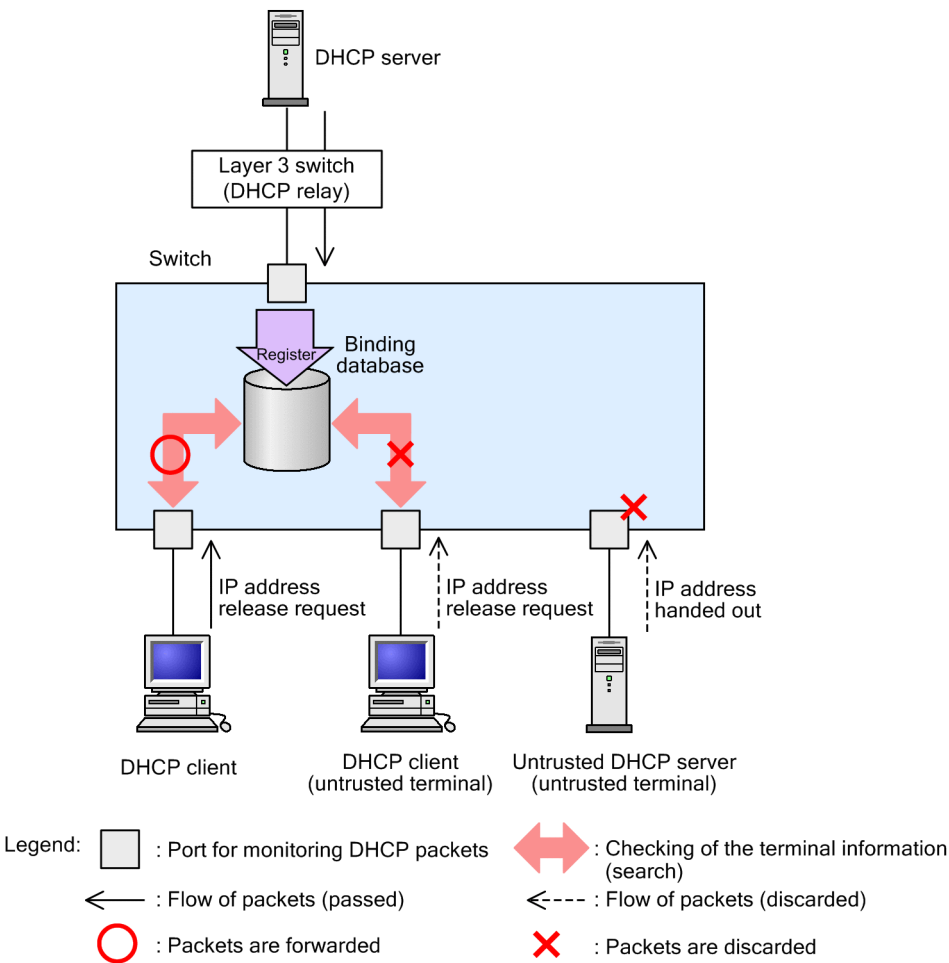 DHCP server
Layer 3 switch
(DHCP relay)
Switch
Register
Binding
database
IP address
release request
IP address
release request
IP address
handed out
DHCP client
DHCP client
(untrusted terminal)
Untrusted DHCP server
(untrusted terminal)
Legend:
: Port for monitoring DHCP packets
: Checking of the terminal information
(search)
: Flow of packets (passed)
: Flow of packets (discarded)
: Packets are forwarded
: Packets are discarded